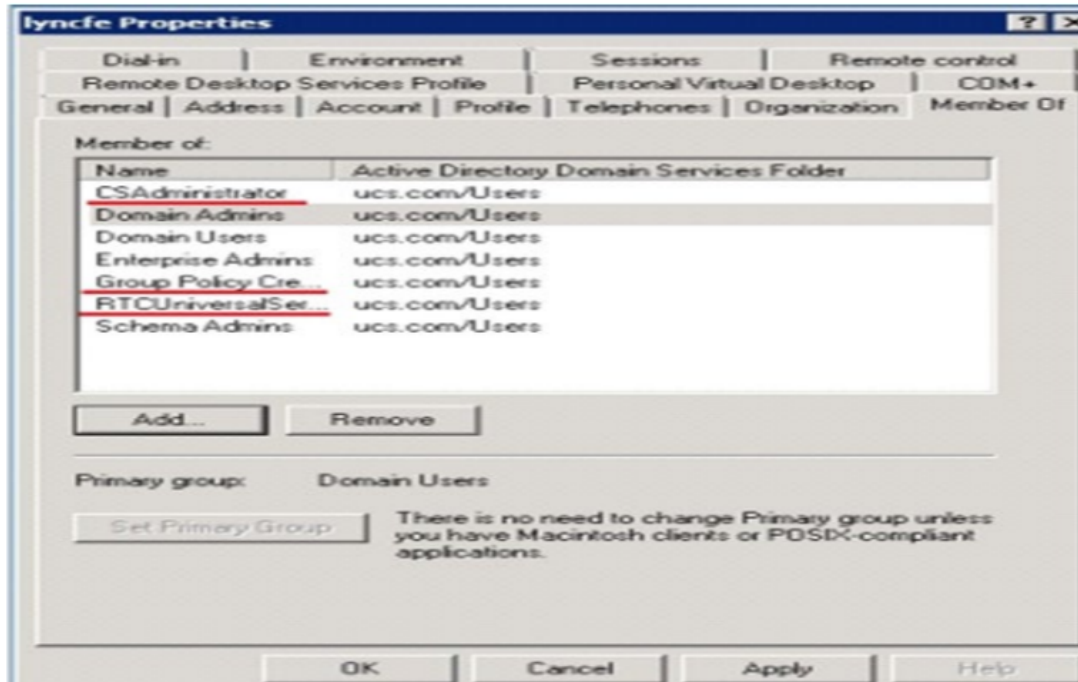 lyncfe Properties
Dial-in Environment Sessions Remote control
Remote Desktop Services Profile Personal Virtual Desktop COM+
General Address Account Profile Telephones Organization Member Of
Member of:
Name Active Directory Domain Services Folder
CSAdministrator ucs.com/Users
Domain Admins ucs.com/Users
Domain Users ucs.com/Users
Enterprise Admins ucs.com/Users
Group Policy Cre... ucs.com/Users
RTCUniversalSer... ucs.com/Users
Schema Admins ucs.com/Users
Add... Remove
Primary group: Domain Users
Set Primary Group
There is no need to change Primary group unless
you have Macintosh clients or POSIX-compliant
applications.
OK Cancel Apply Help